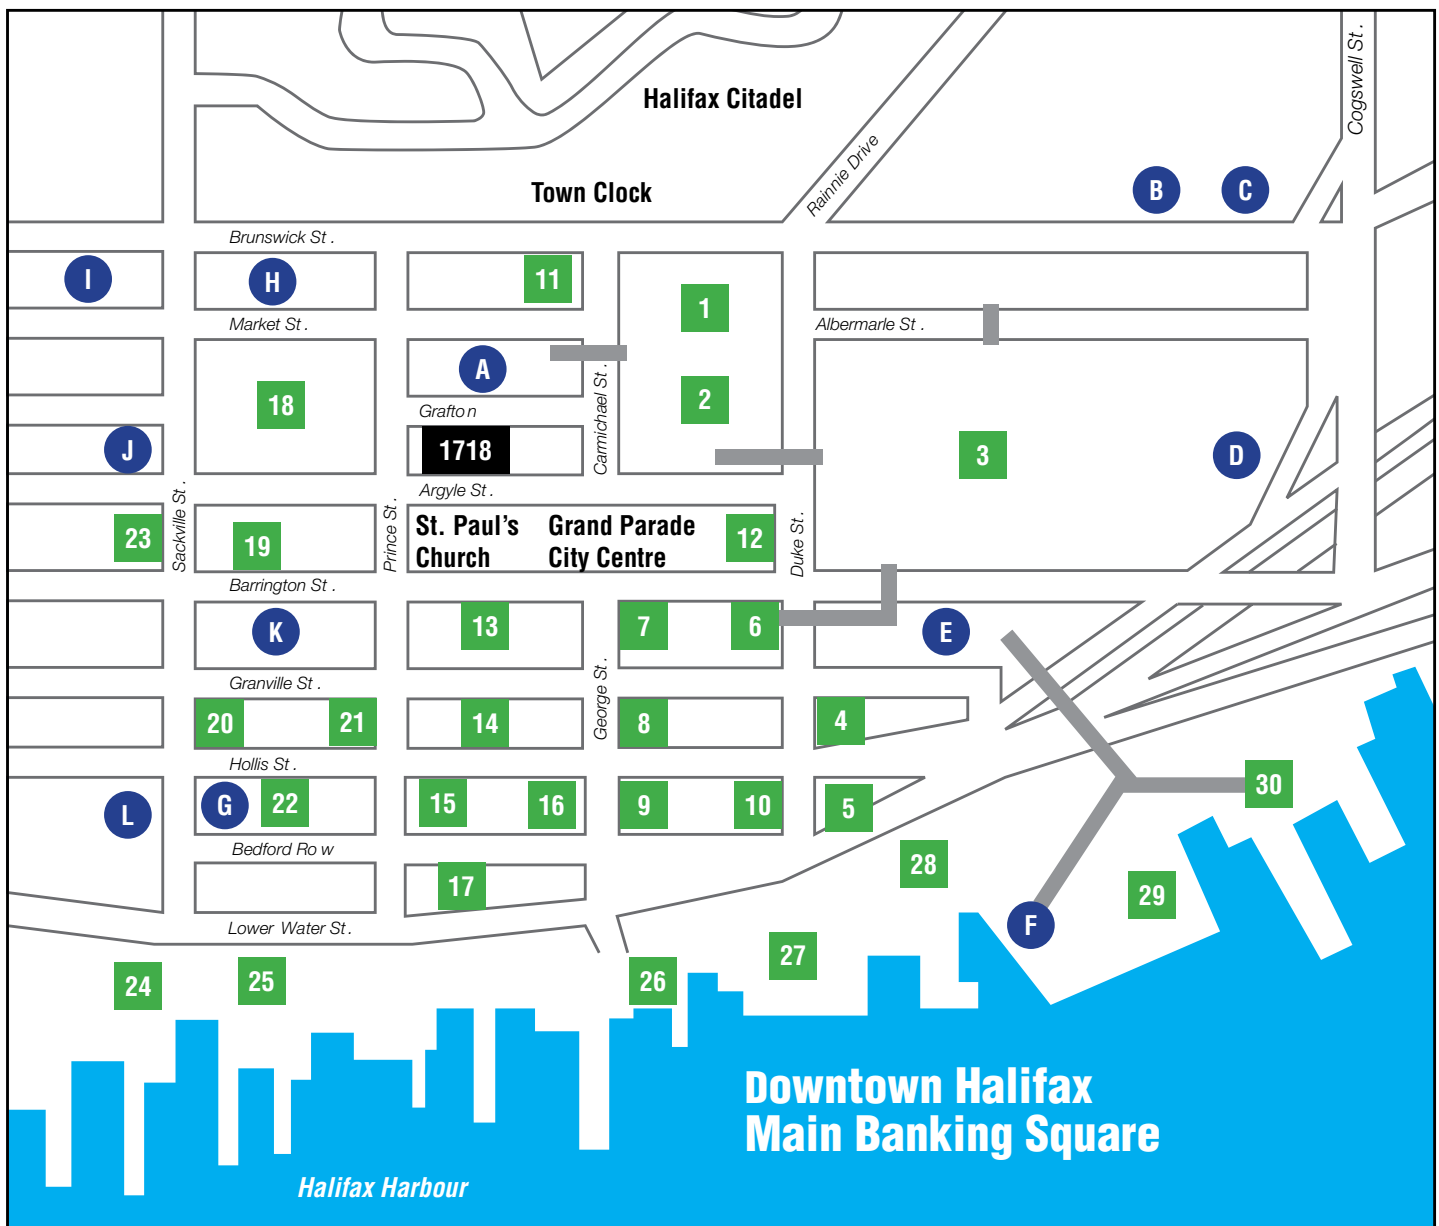 Cogswell St .
Halifax Citadel
Rainnie Drive
B
C
Town Clock
Brunswick St .
I
H
11
1
Market St .
Albermarle St .
A
Carmichael St .
18
2
Grafto n
J
1718
3
D
Argyle St .
Sackville St .
Prince St .
St. Paul's
Church
Grand Parade
City Centre
12
Duke St .
23
19
Barrington St .
K
13
7
6
E
Granville St .
George St .
20
21
14
8
4
Hollis St .
L
G
22
15
16
9
10
5
30
Bedford Ro w
17
28
29
Lower Water St .
F
24
25
26
27
Downtown Halifax
Main Banking Square
Halifax Harbour